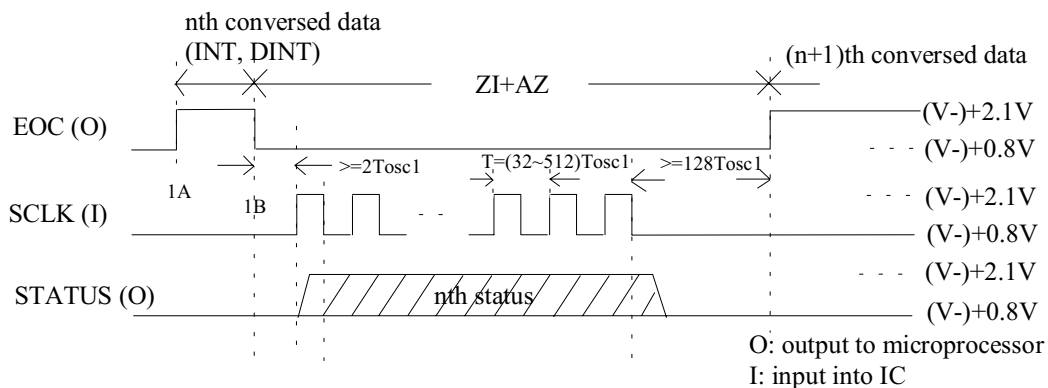 nth conversed data
(INT, DINT)
ZI+AZ
(n+1)th conversed data
EOC (O)
(V-)+2.1V
- - - (V-)+0.8V
>=2Tosc1
T=(32~512)Tosc1
>=128Tosc1
1A
1B
SCLK (I)
- -
- - - (V-)+2.1V
(V-)+0.8V
STATUS (O)
nth status
- - - (V-)+2.1V
(V-)+0.8V
O: output to microprocessor
I: input into IC